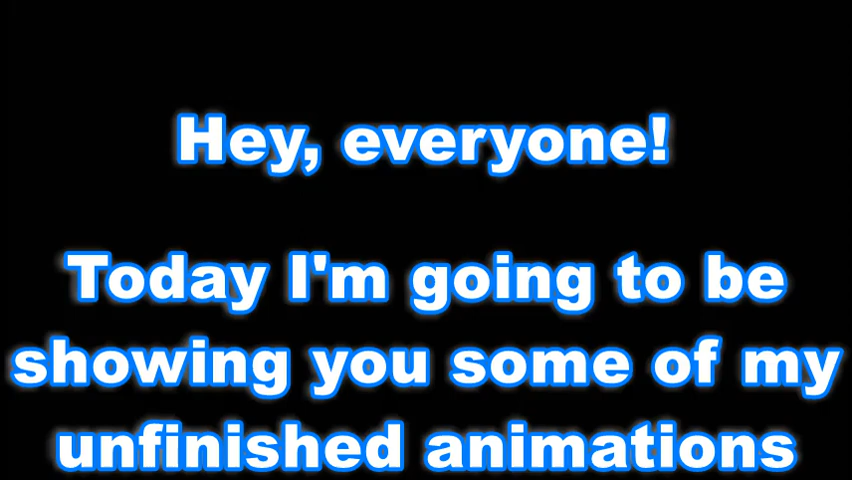 Hey, everyone!
Today I'm going to be
showing you some of my
unfinished animations